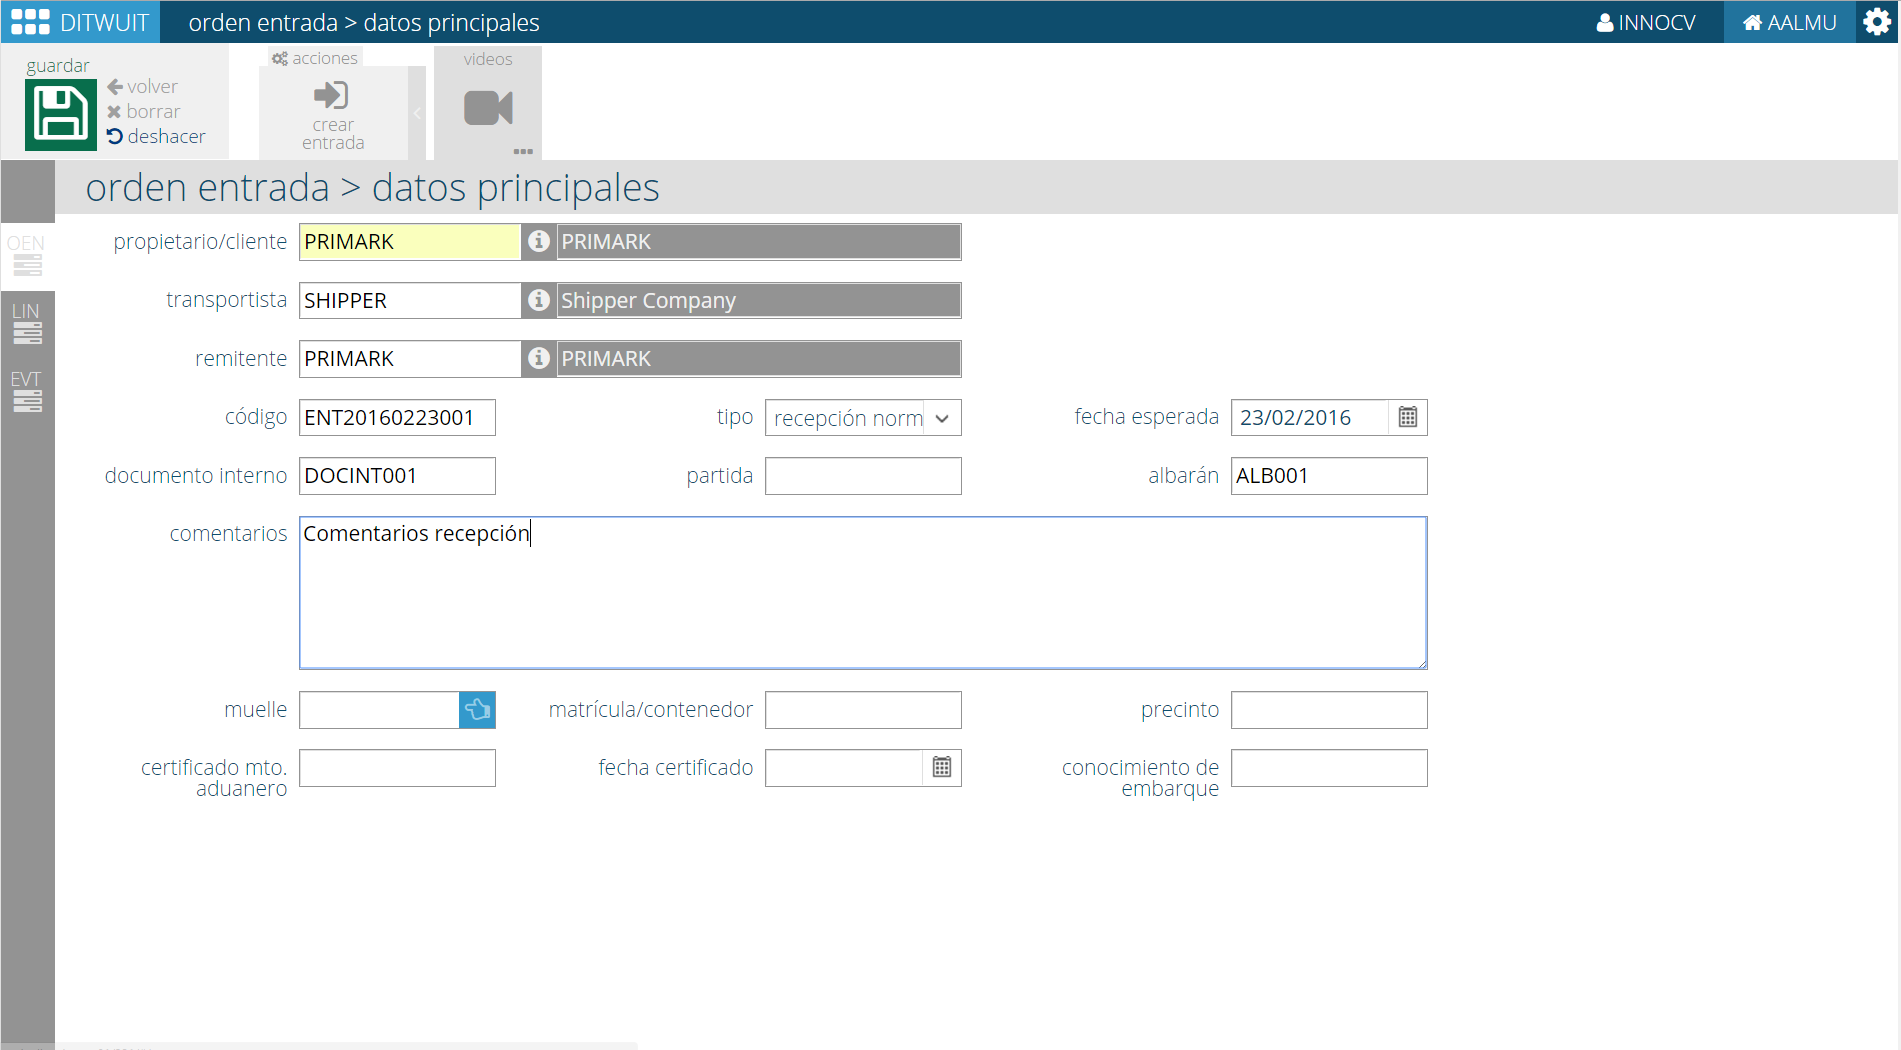 DITWUIT
orden entrada > datos principales
INNOCV
AALMU
guardar
volver
borrar
deshacer
acciones
crear
entrada
videos
orden entrada > datos principales
OEN
LIN
EVT
propietario/cliente PRIMARK PRIMARK
transportista SHIPPER Shipper Company
remitente PRIMARK PRIMARK
código ENT20160223001 tipo recepción norm fecha esperada 23/02/2016
documento interno DOCINT001 partida albarán ALB001
comentarios Comentarios recepción
muelle matrícula/contenedor precinto
certificado mto.
aduanero
fecha certificado
conocimiento de
embarque